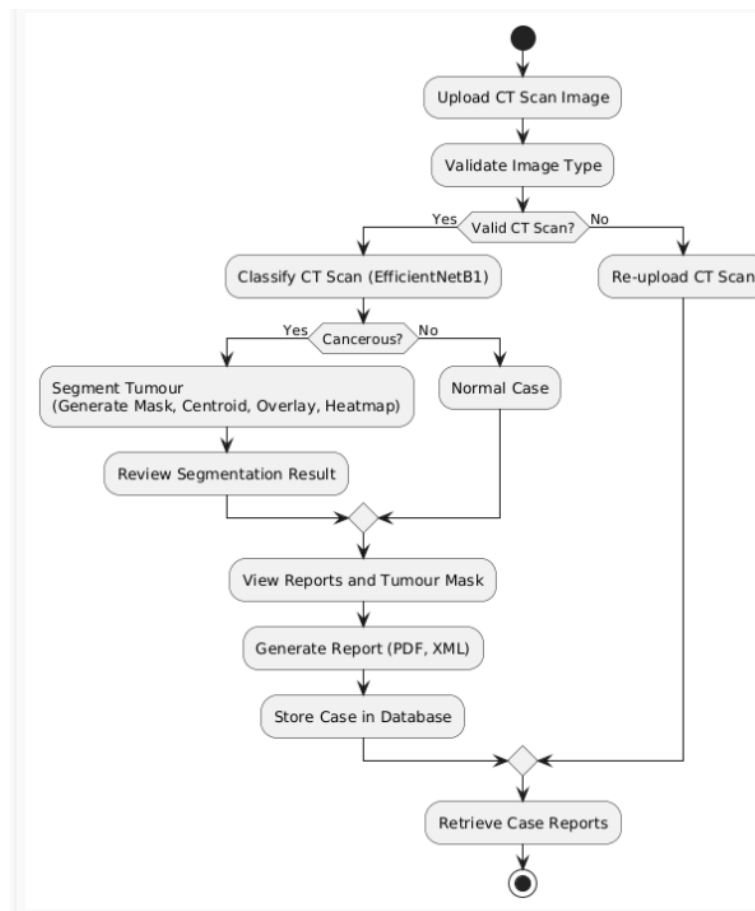 Upload CT Scan Image
Validate Image Type
Yes
Valid CT Scan?
No
Classify CT Scan (EfficientNetB1)
Re-upload CT Scan
Yes
Cancerous?
No
Segment Tumour
(Generate Mask, Centroid, Overlay, Heatmap)
Normal Case
Review Segmentation Result
View Reports and Tumour Mask
Generate Report (PDF, XML)
Store Case in Database
Retrieve Case Reports